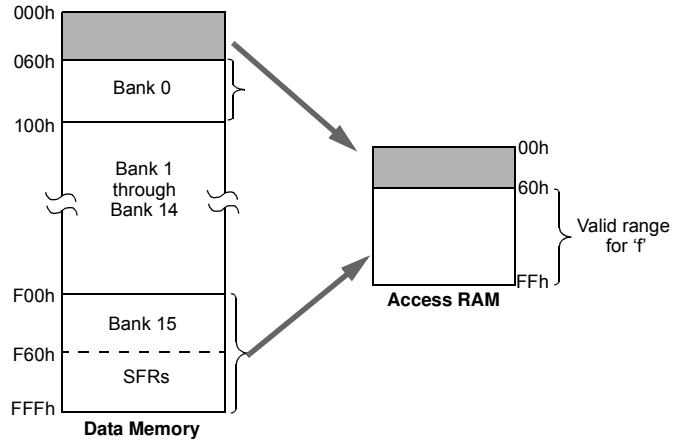 000h
060h
Bank 0
100h
Bank 1
through
Bank 14
F00h
Bank 15
F60h
SFRs
FFFh
Data Memory
00h
60h
Valid range
for ‘f’
FFh
Access RAM